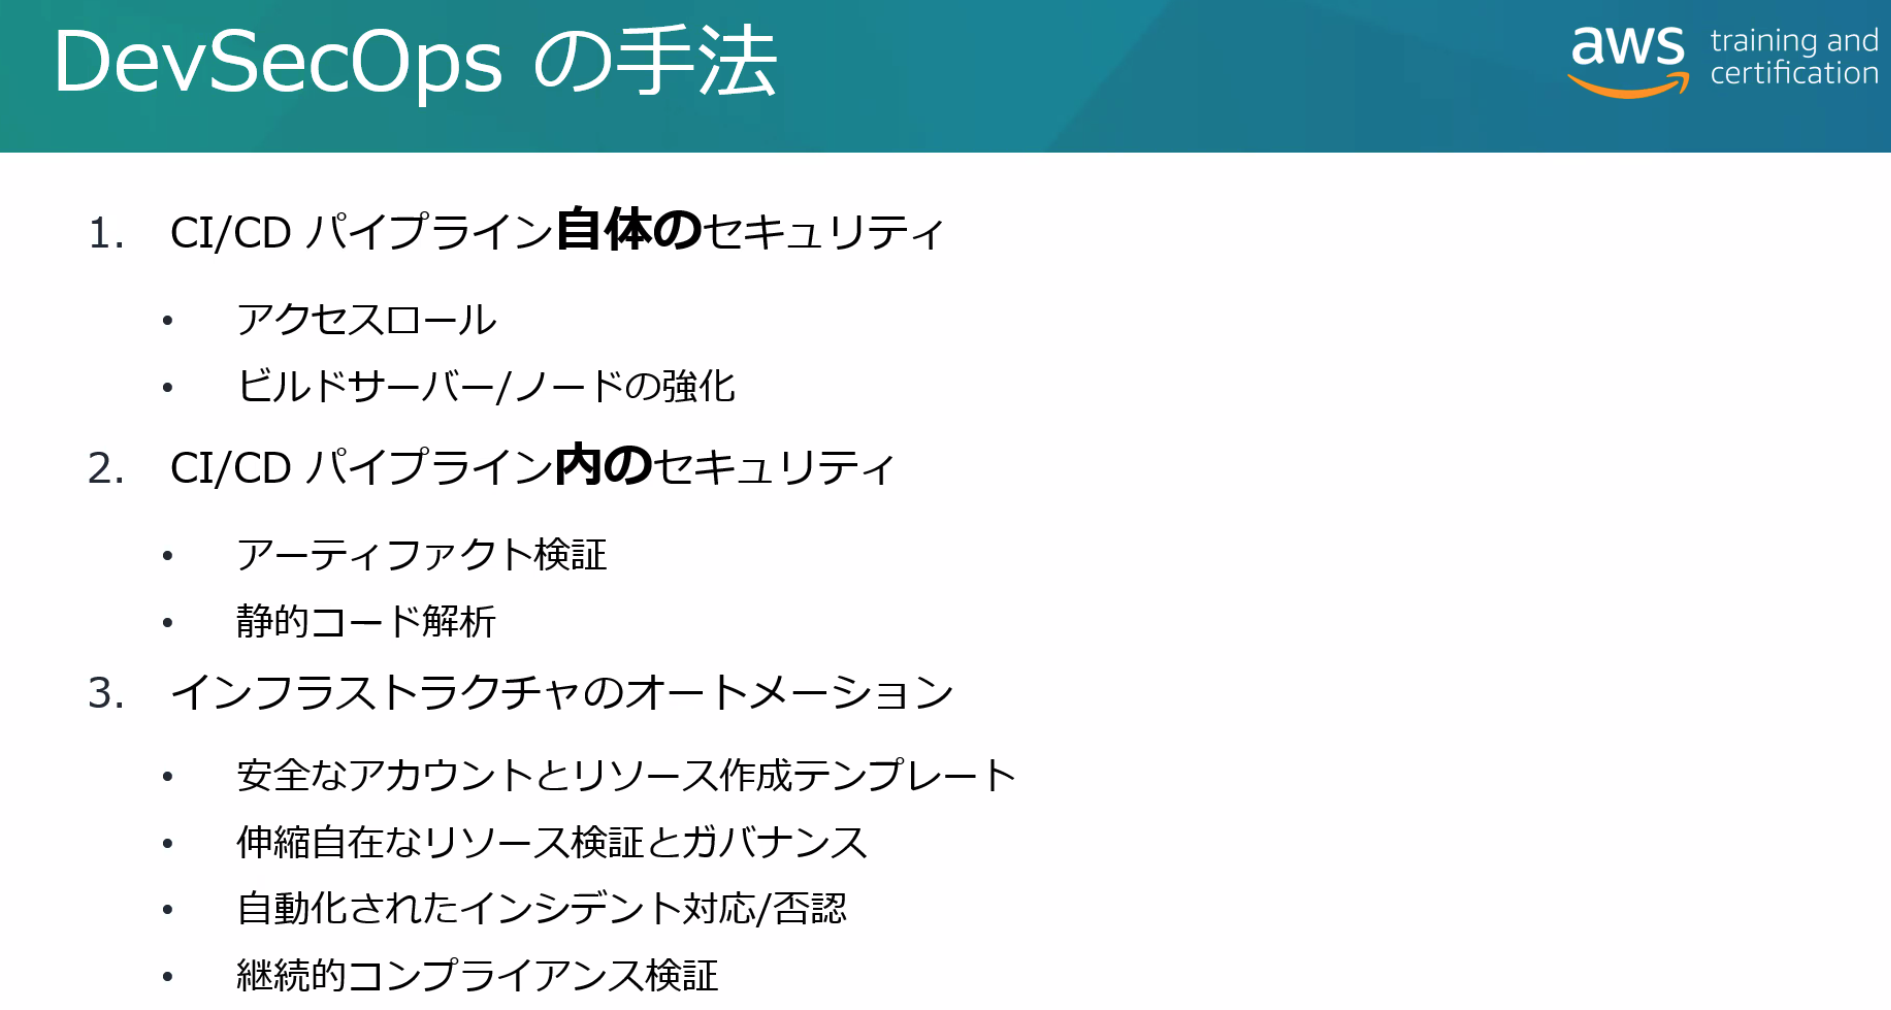 DevSecOps の手法
aws training and certification
1. CI/CD パイプライン自体のセキュリティ
• アクセスロール
• ビルドサーバー/ノードの強化
2. CI/CD パイプライン内のセキュリティ
• アーティファクト検証
• 静的コード解析
3. インフラストラクチャのオートメーション
• 安全なアカウントとリソース作成テンプレート
• 伸縮自在なリソース検証とガバナンス
• 自動化されたインシデント対応/否認
• 継続的コンプライアンス検証